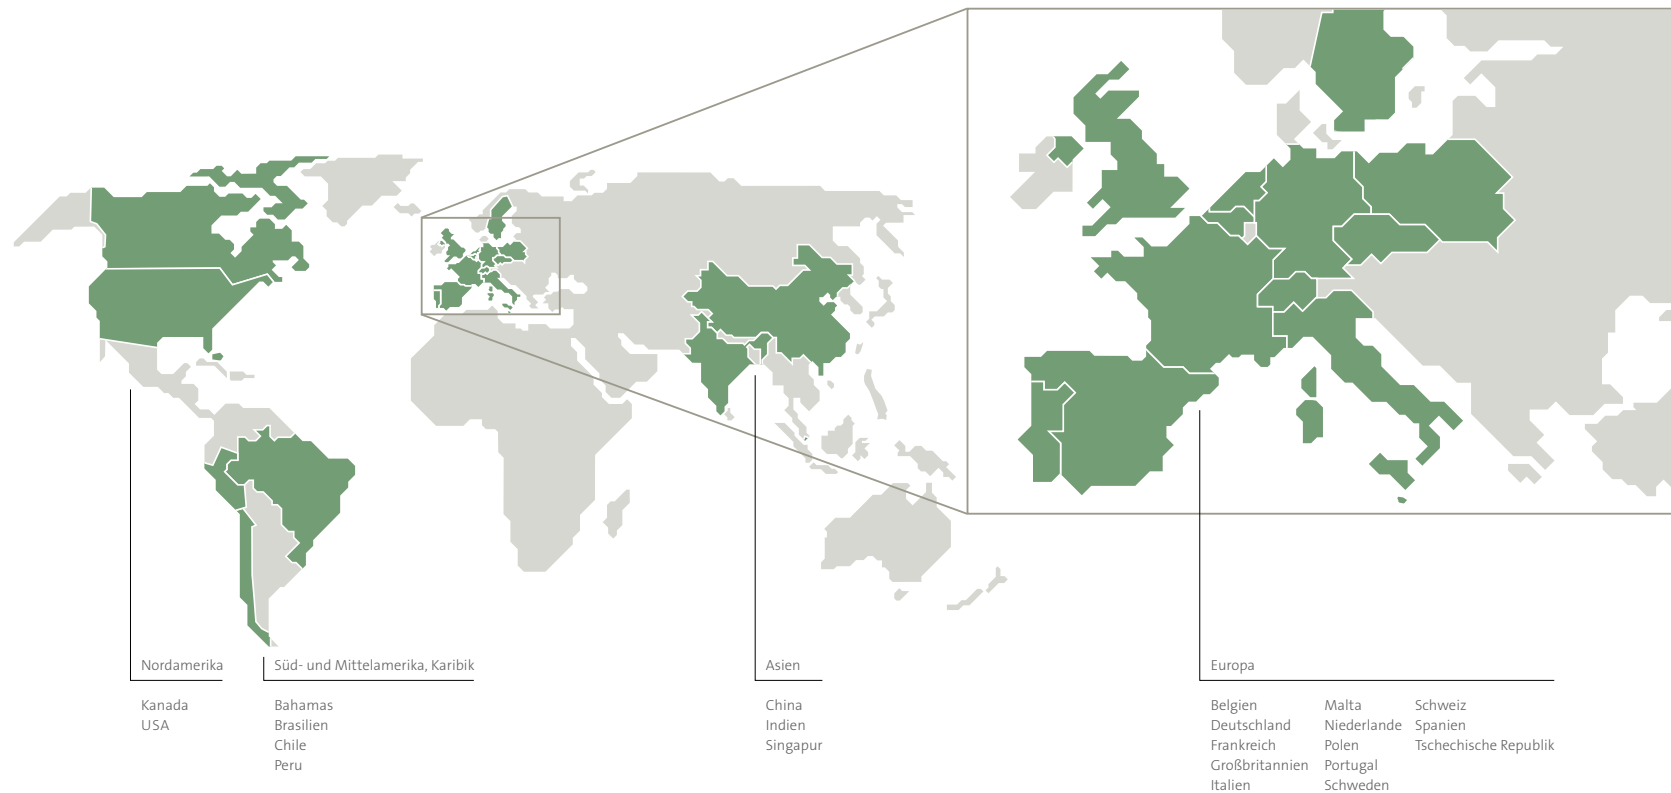 Nordamerika
Kanada
USA
Süd- und Mittelamerika, Karibik
Bahamas
Brasilien
Chile
Peru
Asien
China
Indien
Singapur
Europa
Belgien
Deutschland
Frankreich
Großbritannien
Italien
Malta
Niederlande
Polen
Portugal
Schweden
Schweiz
Spanien
Tschechische Republik